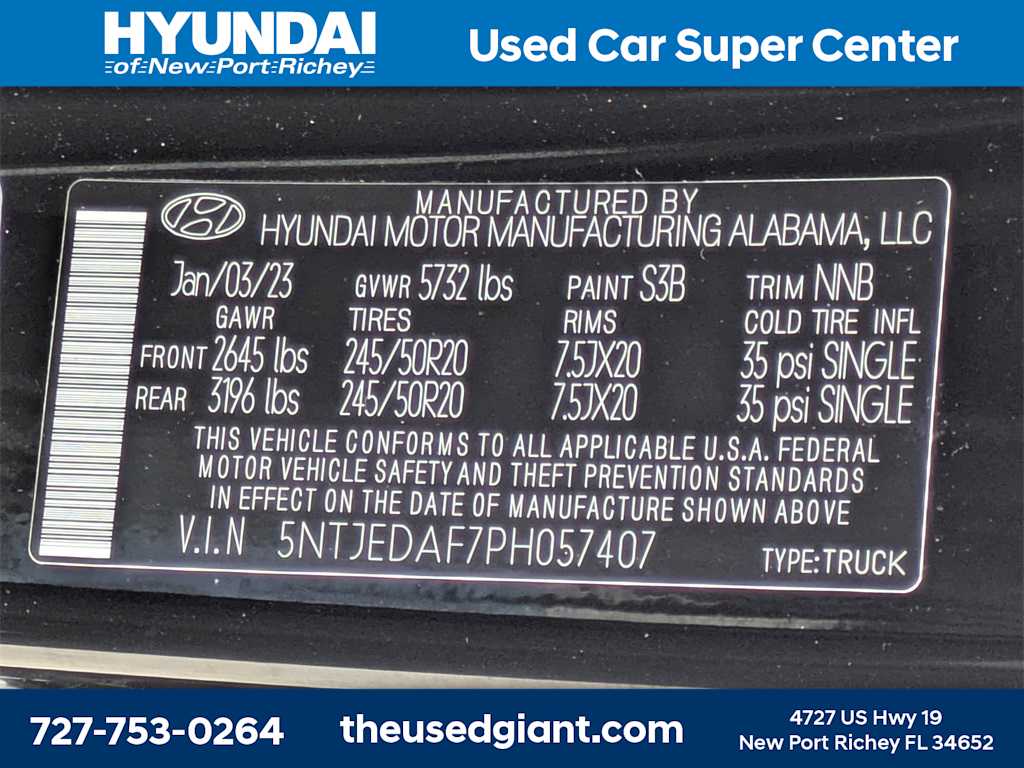 HYUNDAI
of New Port Richey
Used Car Super Center
MANUFACTURED BY
HYUNDAI MOTOR MANUFACTURING ALABAMA, LLC
Jan/03/23 GVWR 5732 lbs PAINT S3B TRIM NNB
GAWR TIRES RIMS COLD TIRE INFL
FRONT 2645 lbs 245/50R20 7.5JX20 35 psi SINGLE
REAR 3196 lbs 245/50R20 7.5JX20 35 psi SINGLE
THIS VEHICLE CONFORMS TO ALL APPLICABLE U.S.A. FEDERAL
MOTOR VEHICLE SAFETY AND THEFT PREVENTION STANDARDS
IN EFFECT ON THE DATE OF MANUFACTURE SHOWN ABOVE
V.I.N 5NTJEDAF7PH057407 TYPE:TRUCK
727-753-0264
theusedgiant.com
4727 US Hwy 19
New Port Richey FL 34652